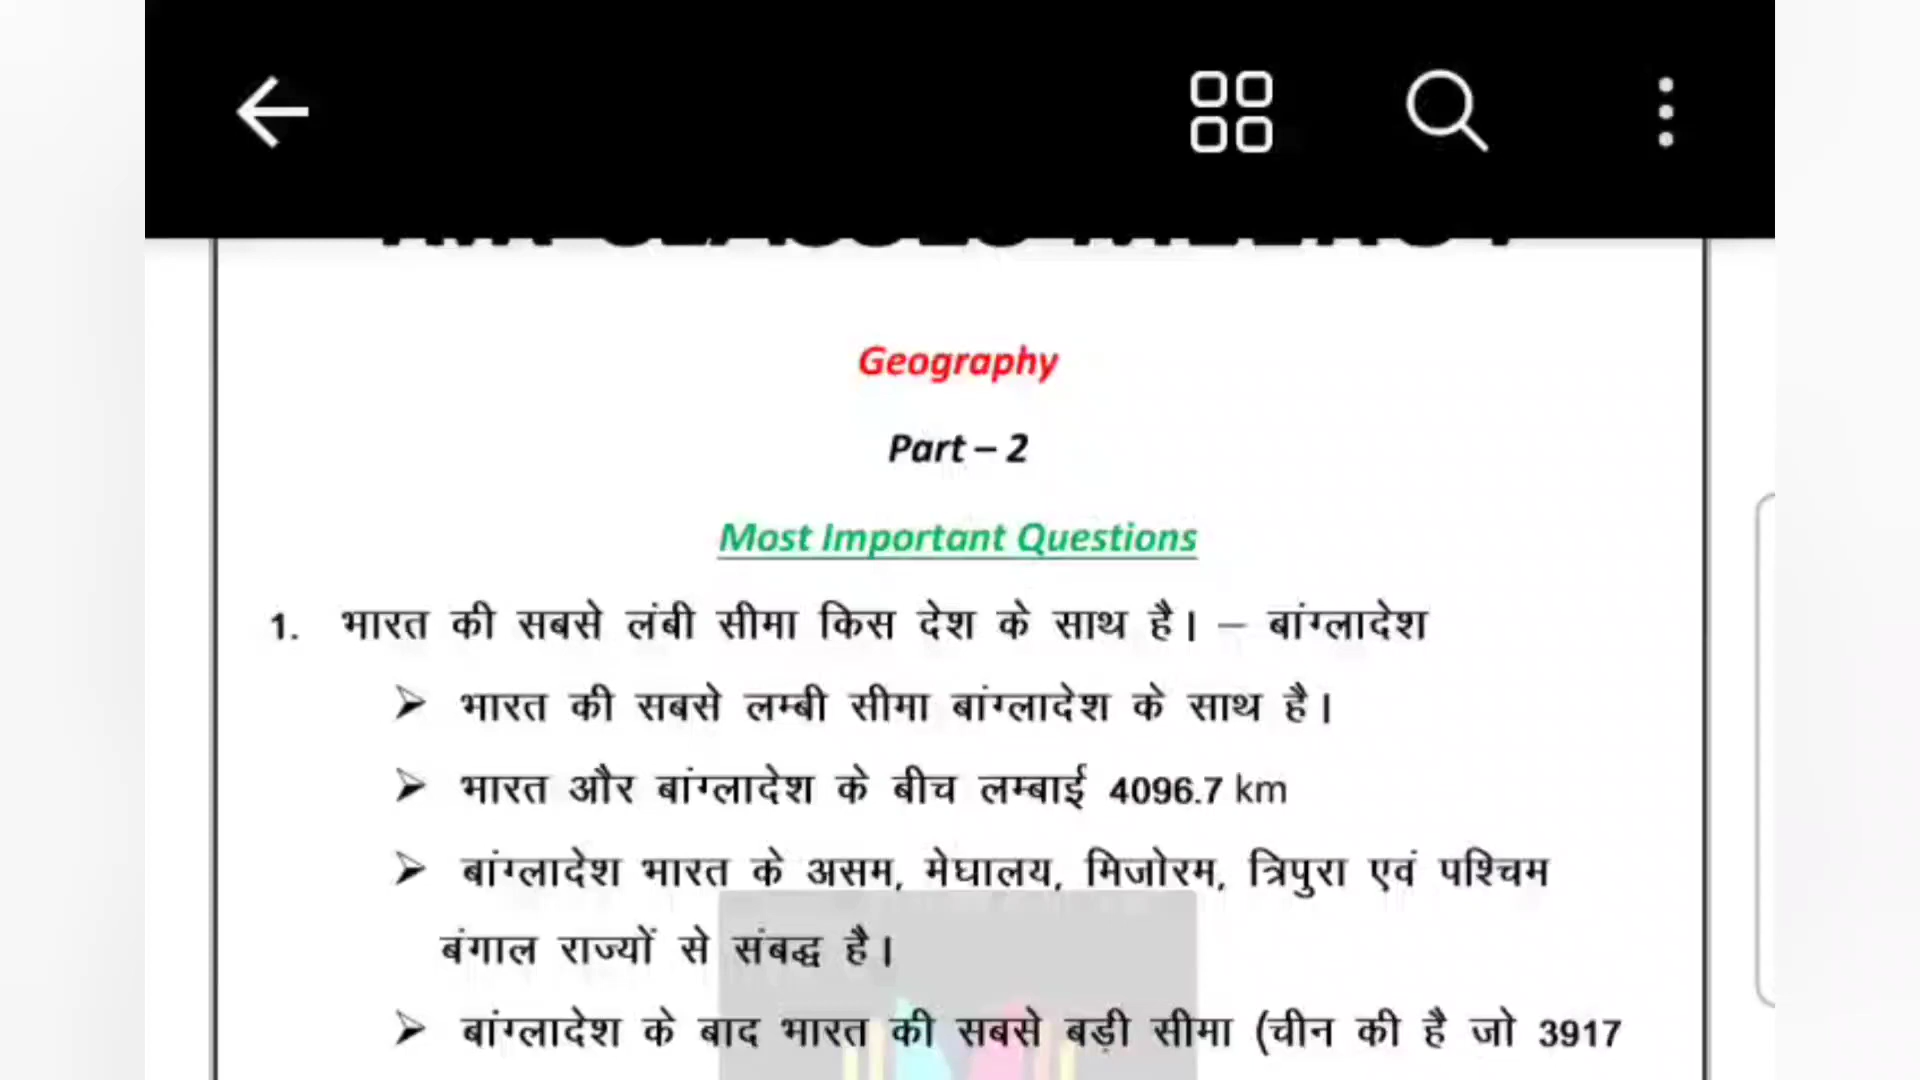 Geography
Part – 2
Most Important Questions
1. भारत की सबसे लंबी सीमा किस देश के साथ है। – बांग्लादेश
➢ भारत की सबसे लम्बी सीमा बांग्लादेश के साथ है।
➢ भारत और बांग्लादेश के बीच लम्बाई 4096.7 km
➢ बांग्लादेश भारत के असम, मेघालय, मिजोरम, त्रिपुरा एवं पश्चिम
बंगाल राज्यों से संबद्ध है।
➢ बांग्लादेश के बाद भारत की सबसे बड़ी सीमा (चीन की है जो 3917